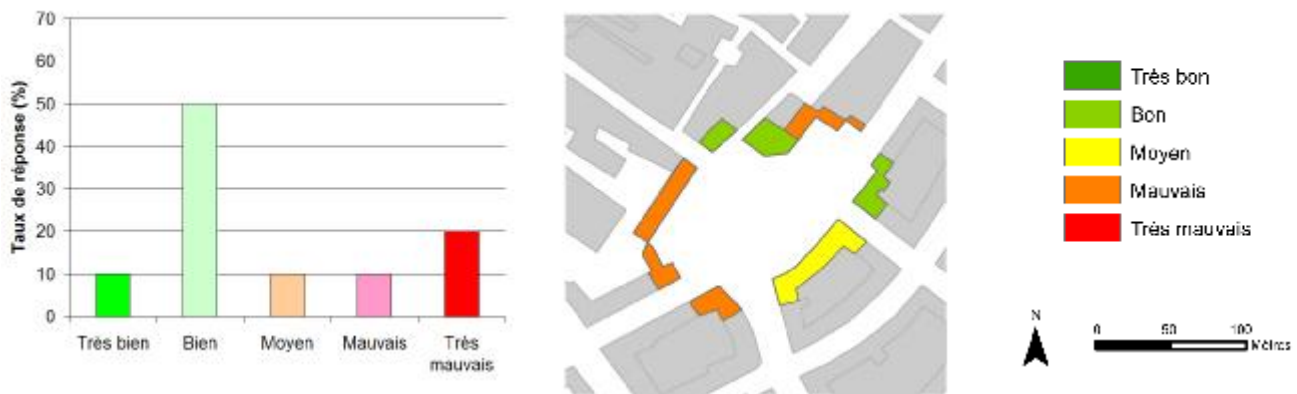 Taux de réponse (%)
70
60
50
40
30
20
10
0
Très bien
Bien
Moyen
Mauvais
Très
mauvais
Très bon
Bon
Moyen
Mauvais
Très mauvais
N
0 50 100
Mètres